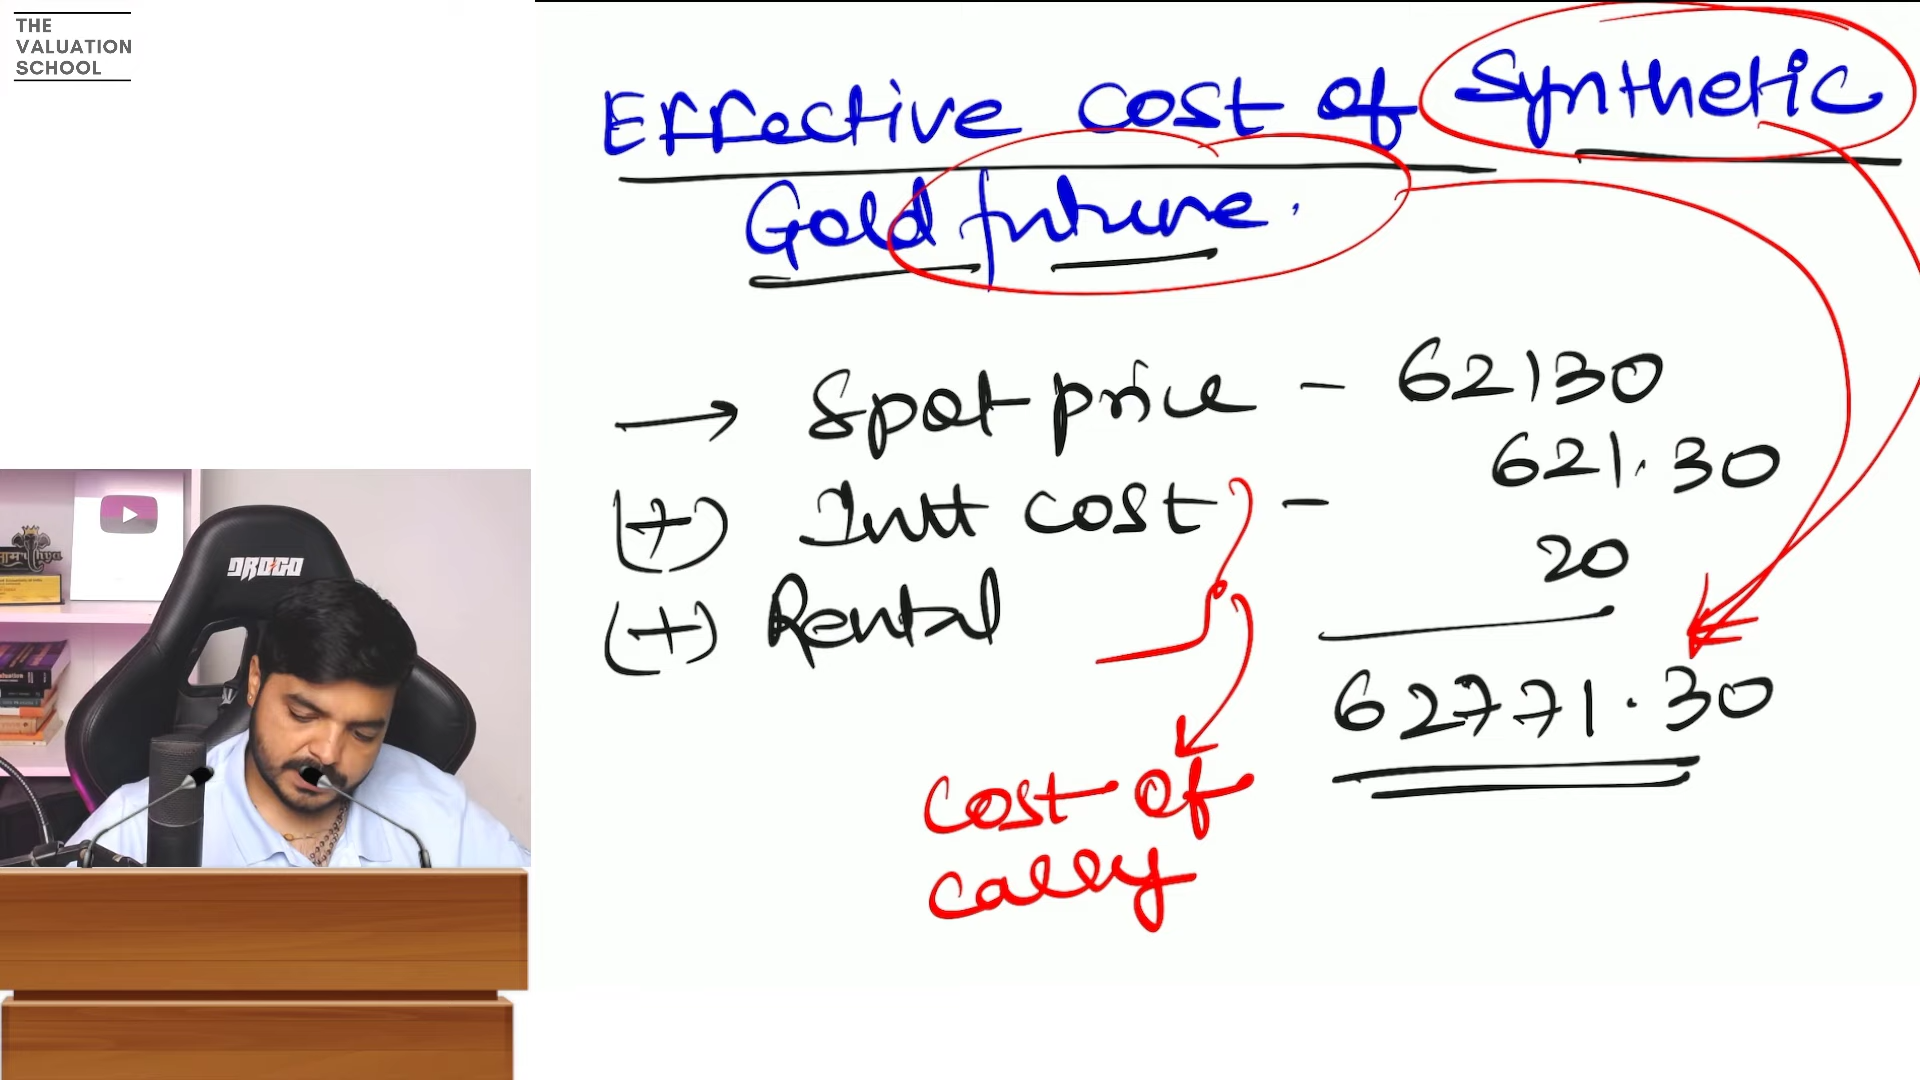 THE
VALUATION
SCHOOL
Effective cost of Synthetic
Gold future.
→ Spot price - 62130
(+) Intt cost - 621.30
(+) Rental 20
62771.30
cost of
carry
DROGO